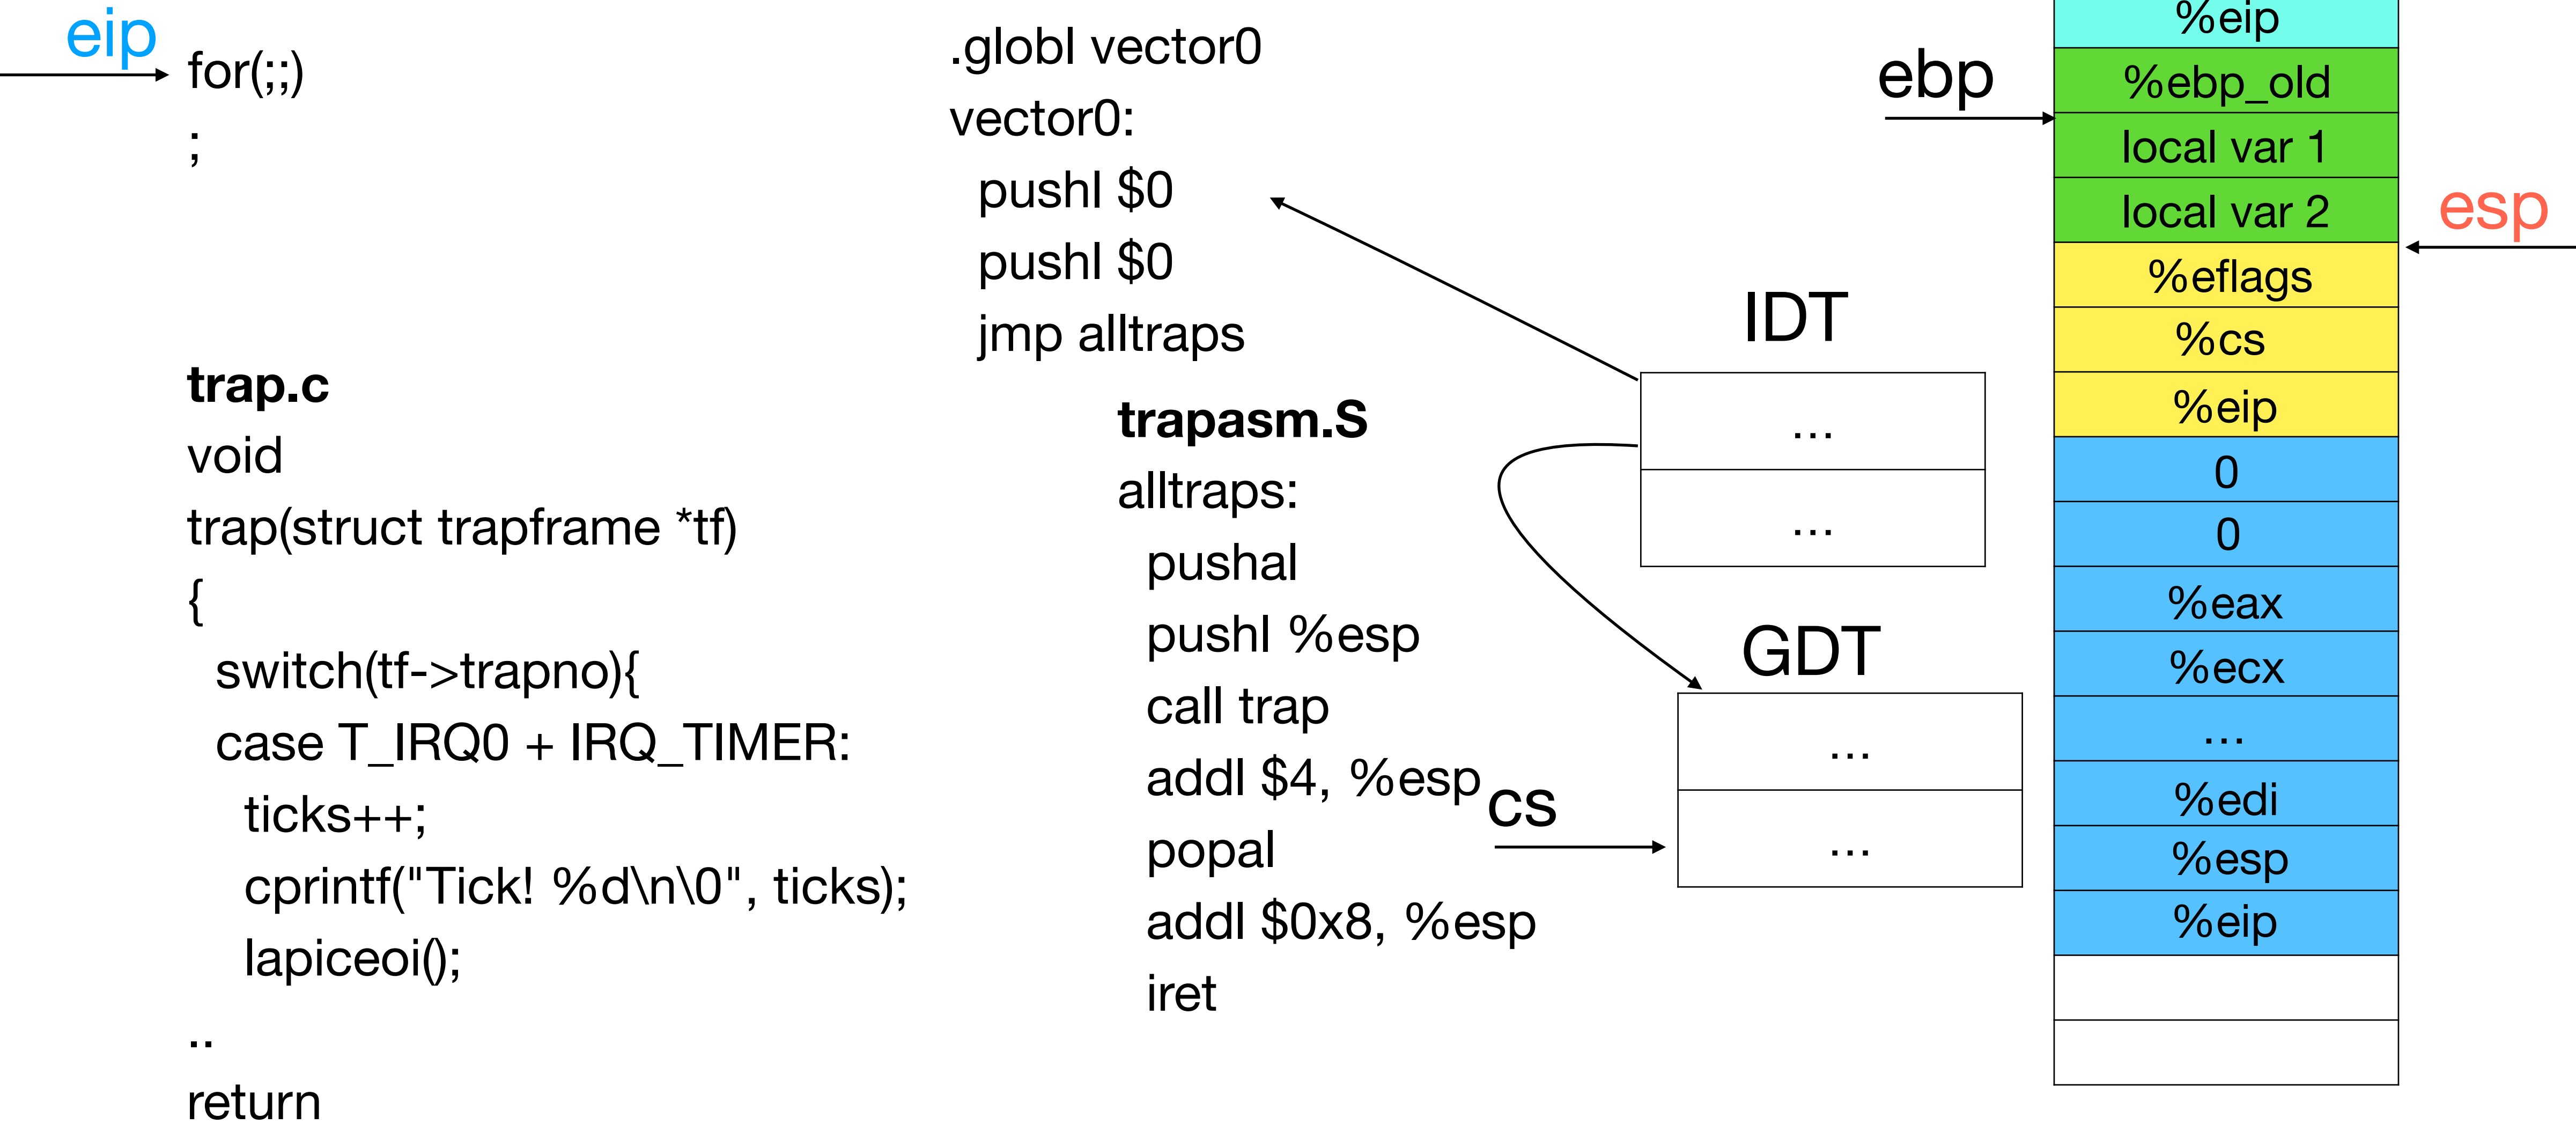 eip
for(;;)
;
trap.c
void
trap(struct trapframe *tf)
{
switch(tf->trapno){
case T_IRQ0 + IRQ_TIMER:
ticks++;
cprintf("Tick! %d\n\0", ticks);
lapiceoi();
..
return
.globl vector0
vector0:
pushl $0
pushl $0
jmp alltraps
trapasm.S
alltraps:
pushal
pushl %esp
call trap
addl $4, %esp
popal
addl $0x8, %esp
iret
IDT
...
...
GDT
...
...
cs
ebp
esp
%eip
%ebp_old
local var 1
local var 2
%eflags
%cs
%eip
0
0
%eax
%ecx
...
%edi
%esp
%eip